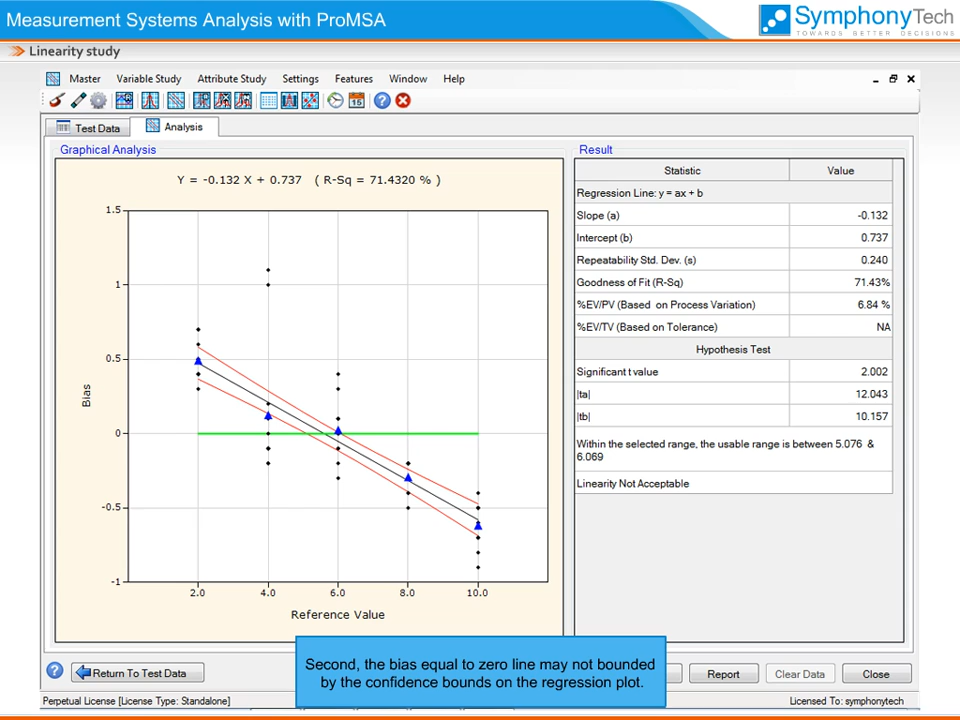 Measurement Systems Analysis with ProMSA
SymphonyTech
TOWARDS BETTER DECISIONS
Linearity study
Master Variable Study Attribute Study Settings Features Window Help
15
Test Data Analysis
Graphical Analysis
Y = -0.132 X + 0.737 ( R-Sq = 71.4320 % )
1.5
1
0.5
0
-0.5
-1
Bias
2.0 4.0 6.0 8.0 10.0
Reference Value
Result
Statistic Value
Regression Line: y = ax + b
Slope (a) -0.132
Intercept (b) 0.737
Repeatability Std. Dev. (s) 0.240
Goodness of Fit (R-Sq) 71.43%
%EV/PV (Based on Process Variation) 6.84 %
%EV/TV (Based on Tolerance) NA
Hypothesis Test
Significant t value 2.002
|ta| 12.043
|tb| 10.157
Within the selected range, the usable range is between 5.076 &
6.069
Linearity Not Acceptable
Second, the bias equal to zero line may not bounded
by the confidence bounds on the regression plot.
Return To Test Data Report Clear Data Close
Perpetual License [License Type: Standalone] Licensed To: symphonytech